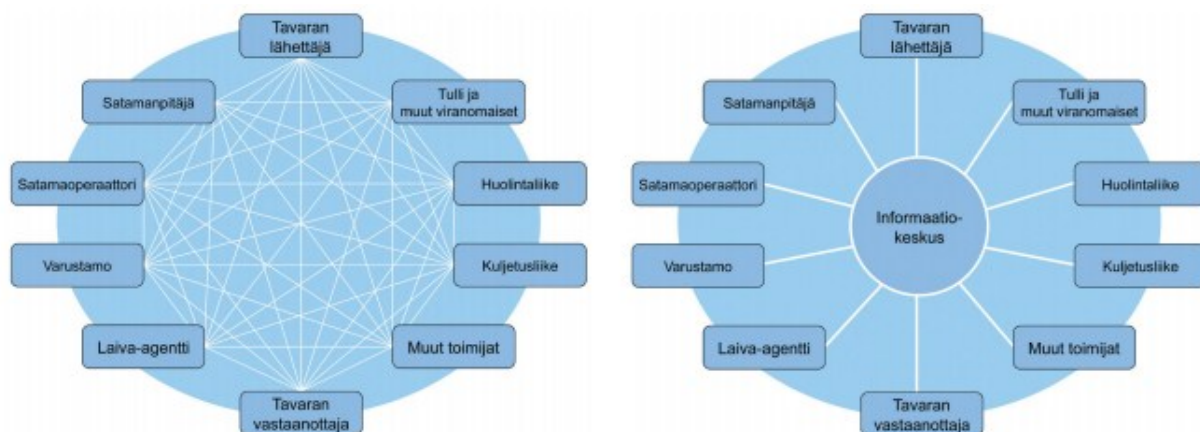 Tavaran
lähettäjä
Satamanpitäjä
Tulli ja
muut viranomaiset
Satamaoperaattori
Huolintaliike
Varustamo
Kuljetusliike
Laiva-agentti
Muut toimijat
Tavaran
vastaanottaja
Tavaran
lähettäjä
Satamanpitäjä
Tulli ja
muut viranomaiset
Satamaoperaattori
Huolintaliike
Informaatio-
keskus
Varustamo
Kuljetusliike
Laiva-agentti
Muut toimijat
Tavaran
vastaanottaja